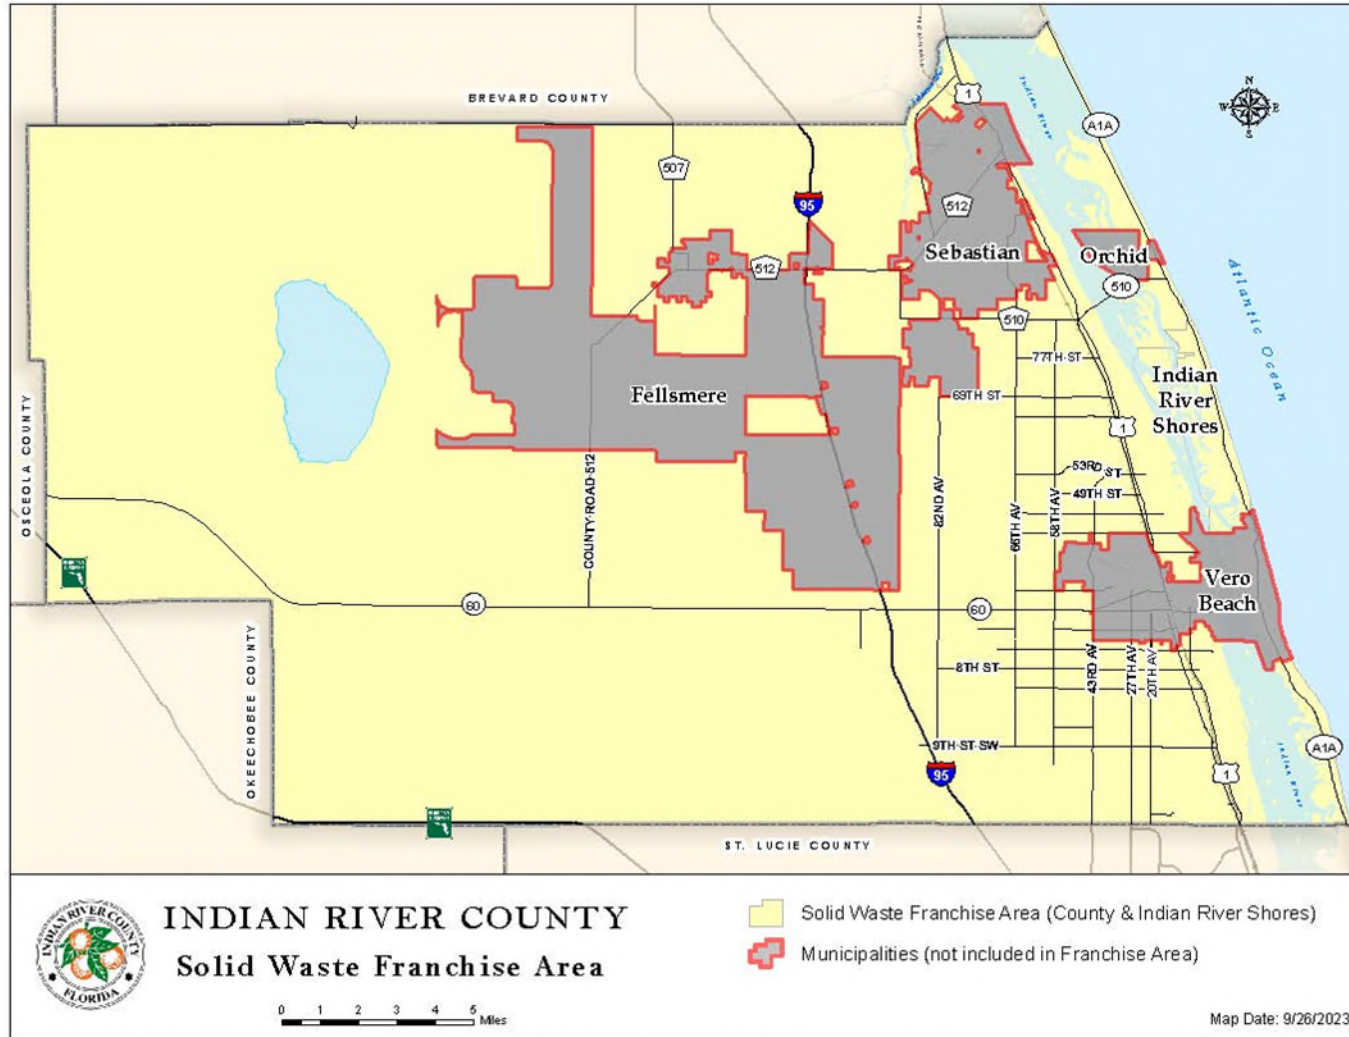 BREVARD COUNTY
1
Indian River
A1A
N
W E
S
507
95
512
Sebastian
Orchid
512
510
510
Atlantic Ocean
77TH ST
Indian
River
Shores
Fellsmere
69TH ST
1
OSCEOLA COUNTY
53RD ST
49TH ST
COUNTY ROAD 512
82ND AV
66TH AV
58TH AV
Vero
Beach
60
60
OKEECHOBEE COUNTY
8TH ST
43RD AV
27TH AV
20TH AV
9TH ST SW
A1A
95
1
Indian River
ST. LUCIE COUNTY
INDIAN RIVER COUNTY
FLORIDA
INDIAN RIVER COUNTY
Solid Waste Franchise Area
0 1 2 3 4 5
Miles
Solid Waste Franchise Area (County & Indian River Shores)
Municipalities (not included in Franchise Area)
Map Date: 9/26/2023